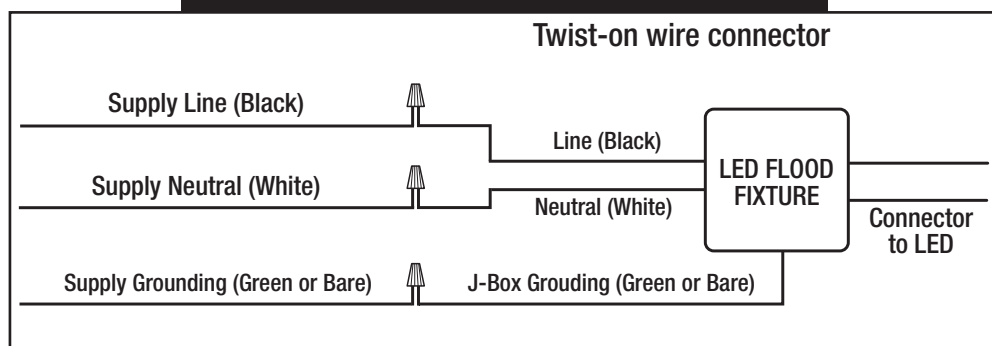 Twist-on wire connector
Supply Line (Black)
Line (Black)
Supply Neutral (White)
Neutral (White)
LED FLOOD
FIXTURE
Connector
to LED
Supply Grounding (Green or Bare)
J-Box Grouding (Green or Bare)